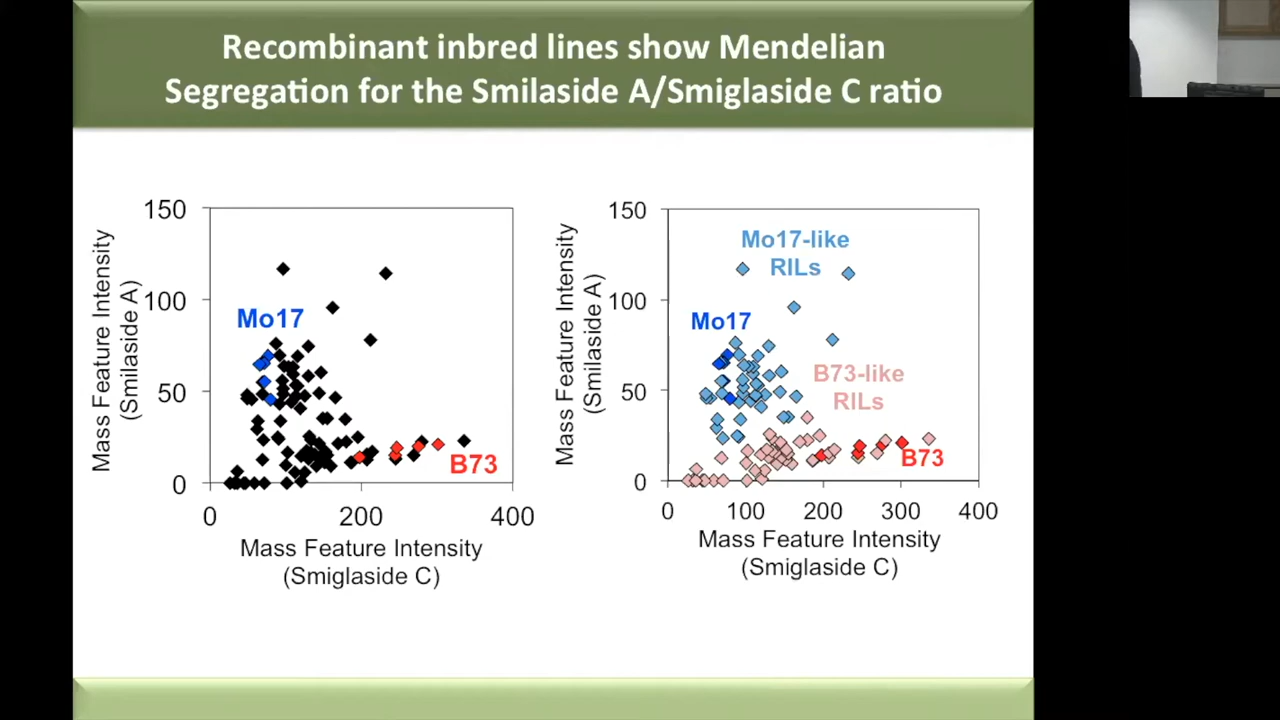 Recombinant inbred lines show Mendelian
Segregation for the Smilaside A/Smiglaside C ratio
150
100
50
0
0
200
400
Mass Feature Intensity
(Smilaside A)
Mo17
B73
Mass Feature Intensity
(Smiglaside C)
150
100
50
0
0
100
200
300
400
Mass Feature Intensity
(Smilaside A)
Mo17-like
RILs
Mo17
B73-like
RILs
B73
Mass Feature Intensity
(Smiglaside C)